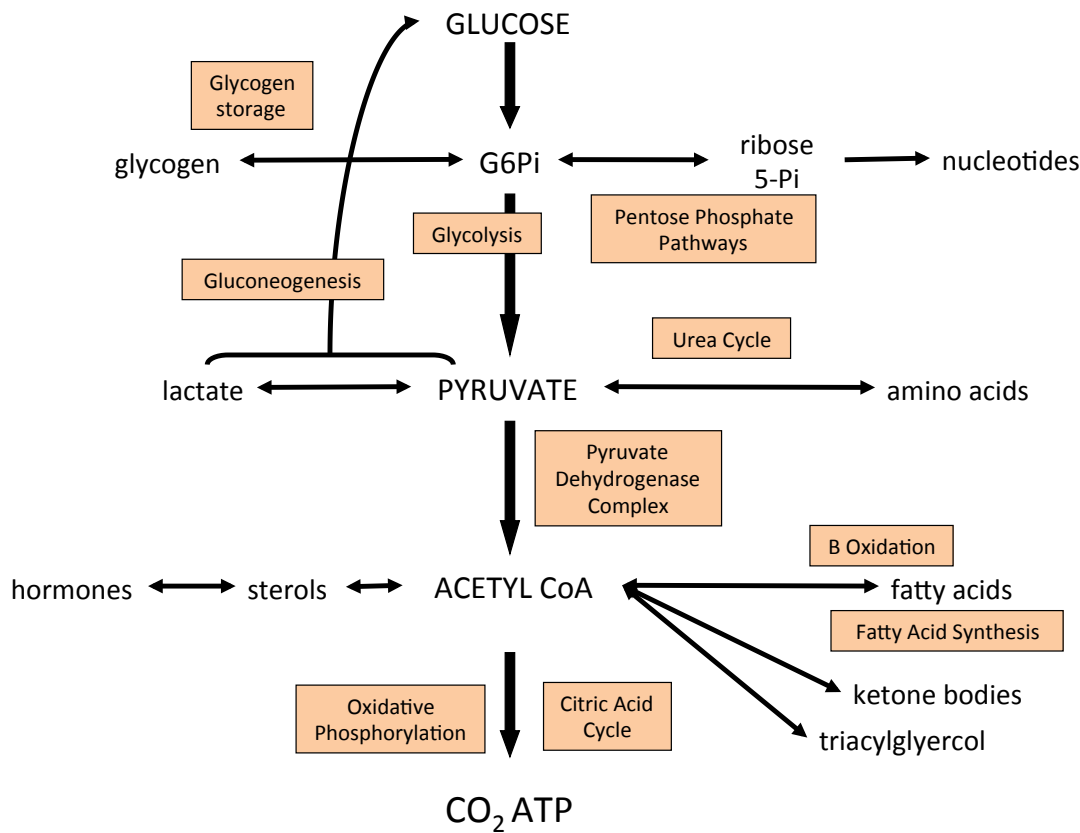 GLUCOSE
Glycogen
storage
glycogen
G6Pi
ribose
5-Pi
nucleotides
Pentose Phosphate
Pathways
Glycolysis
Gluconeogenesis
Urea Cycle
lactate
PYRUVATE
amino acids
Pyruvate
Dehydrogenase
Complex
B Oxidation
hormones
sterols
ACETYL CoA
fatty acids
Fatty Acid Synthesis
ketone bodies
triacylglyercol
Oxidative
Phosphorylation
Citric Acid
Cycle
CO₂ ATP